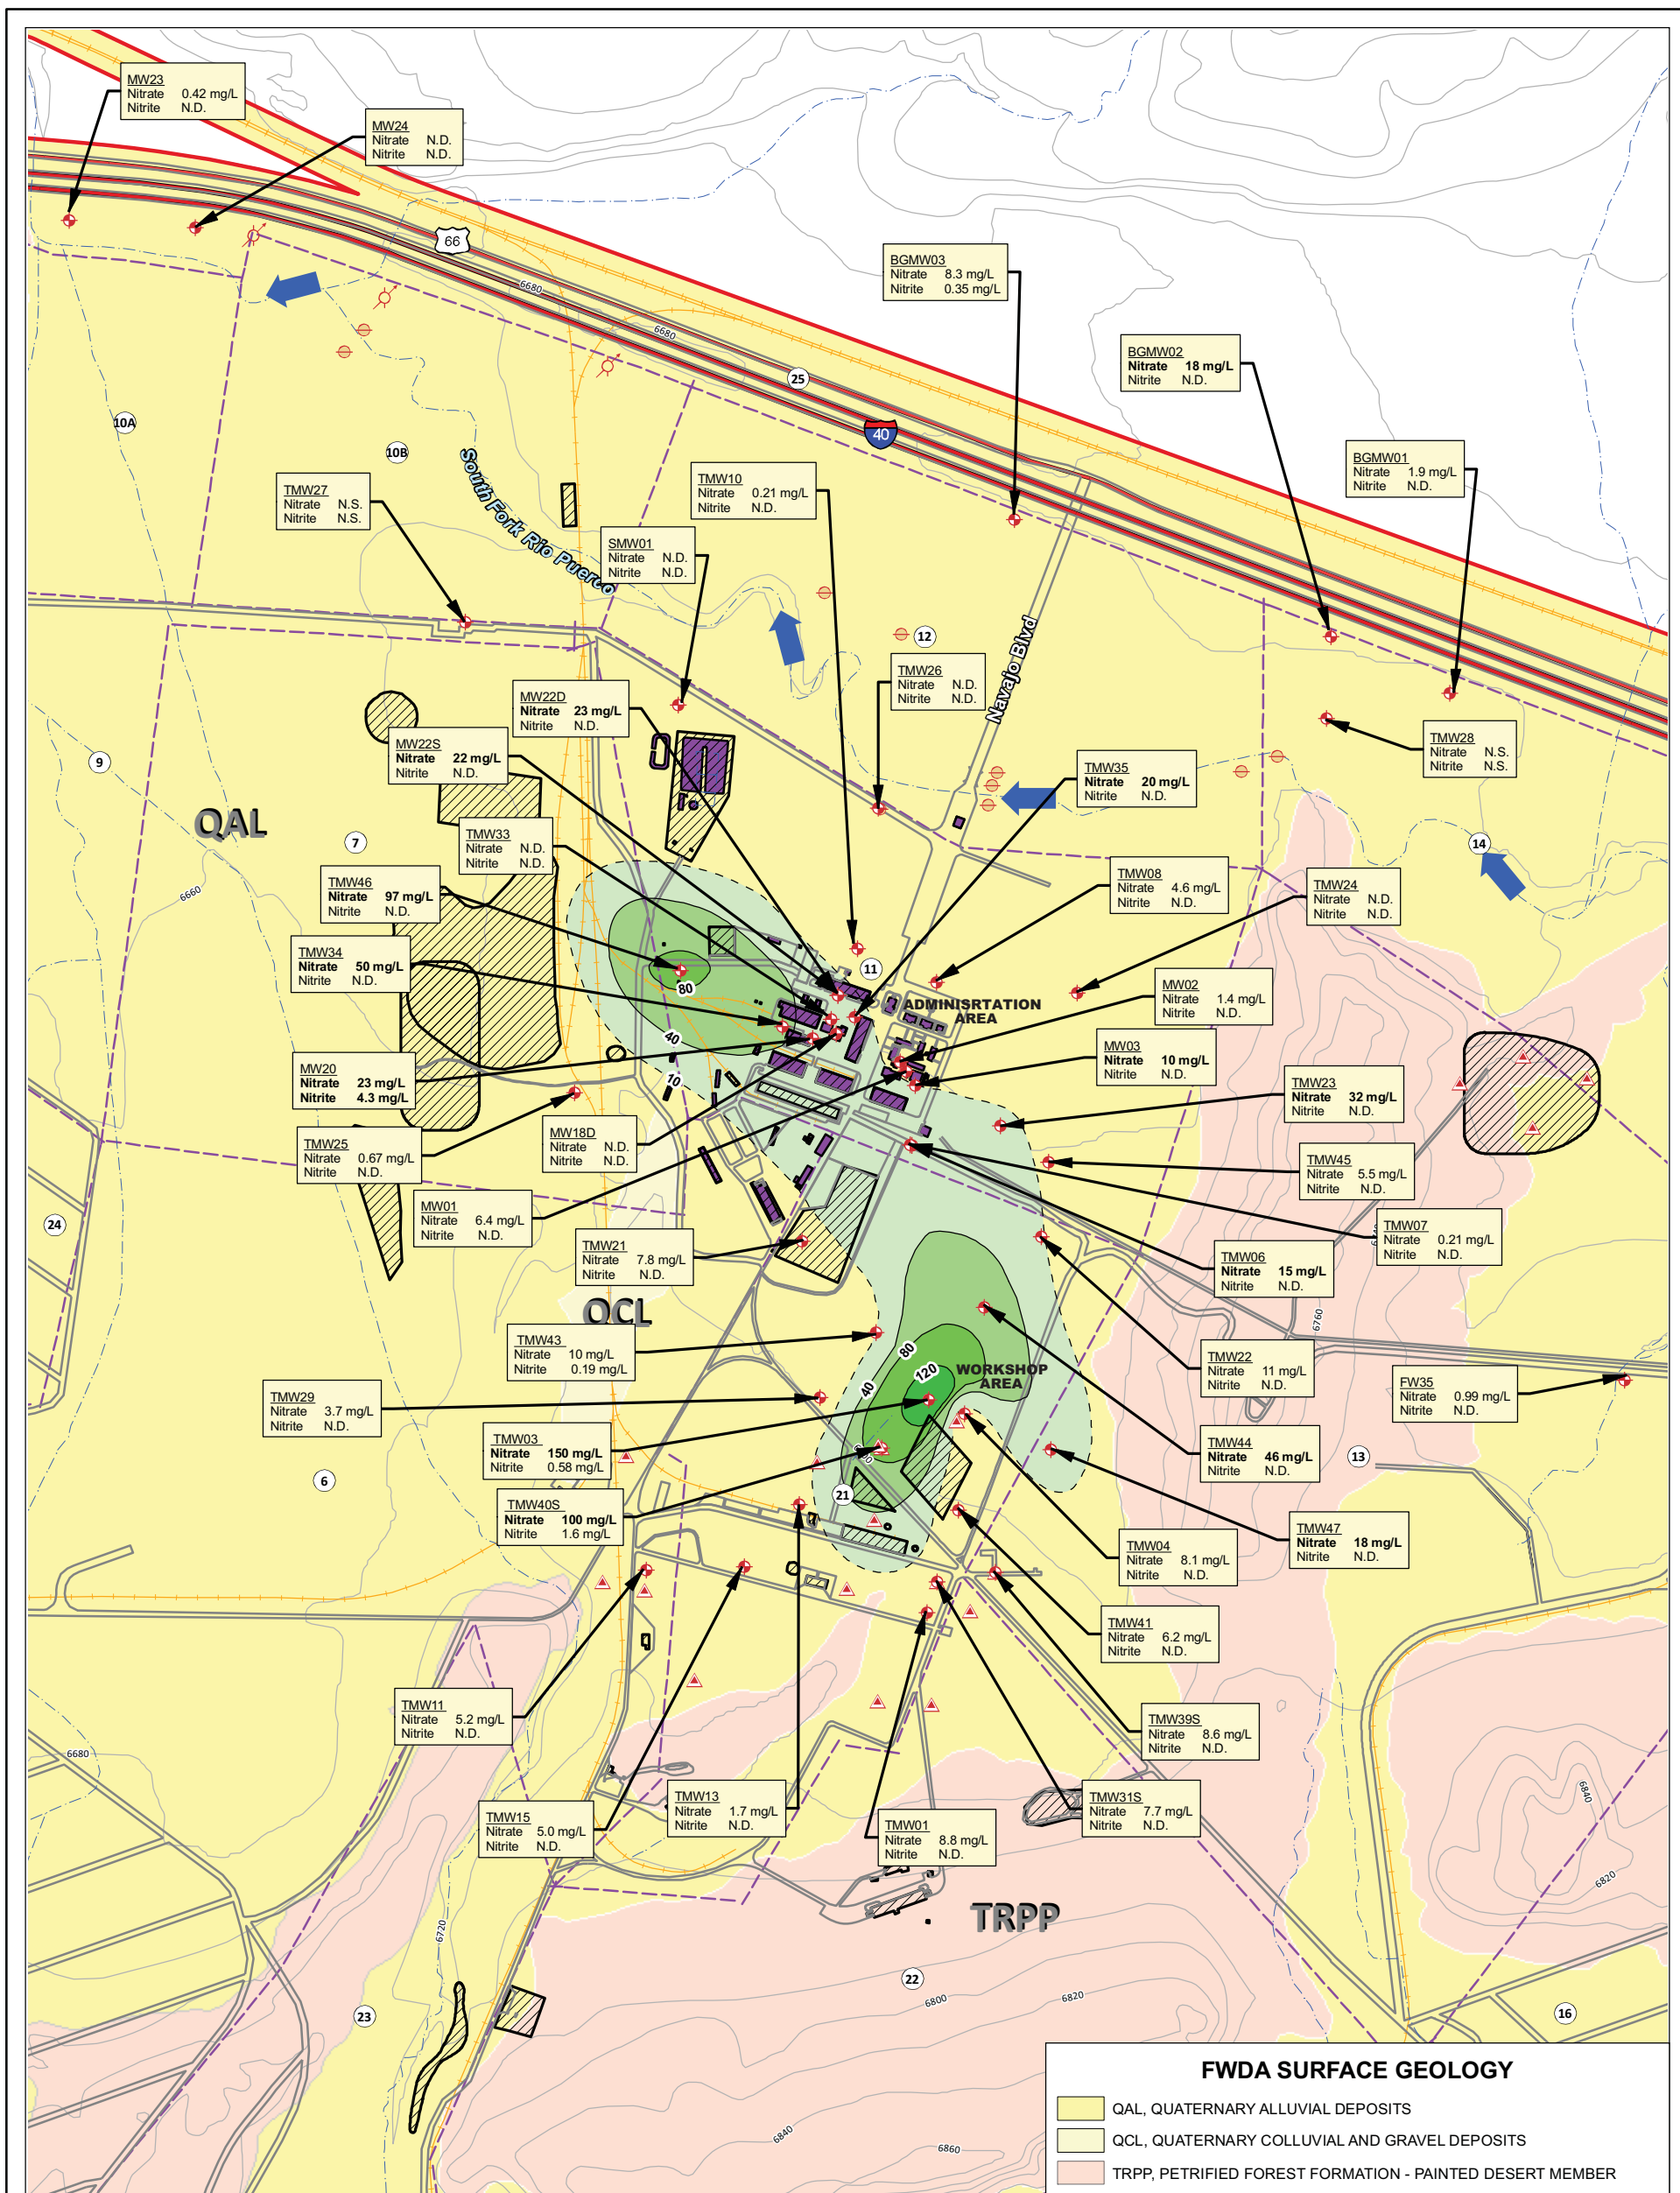 MW23
Nitrate 0.42 mg/L
Nitrite N.D.
MW24
Nitrate N.D.
Nitrite N.D.
66
6680
6680
25
40
BGMW03
Nitrate 8.3 mg/L
Nitrite 0.35 mg/L
BGMW02
Nitrate 18 mg/L
Nitrite N.D.
BGMW01
Nitrate 1.9 mg/L
Nitrite N.D.
10A
10B
South Fork Rio Puerco
TMW27
Nitrate N.S.
Nitrite N.S.
TMW10
Nitrate 0.21 mg/L
Nitrite N.D.
SMW01
Nitrate N.D.
Nitrite N.D.
12
Navajo Blvd
TMW26
Nitrate N.D.
Nitrite N.D.
MW22D
Nitrate 23 mg/L
Nitrite N.D.
MW22S
Nitrate 22 mg/L
Nitrite N.D.
TMW28
Nitrate N.S.
Nitrite N.S.
TMW35
Nitrate 20 mg/L
Nitrite N.D.
9
QAL
7
14
6660
TMW33
Nitrate N.D.
Nitrite N.D.
TMW46
Nitrate 97 mg/L
Nitrite N.D.
TMW08
Nitrate 4.6 mg/L
Nitrite N.D.
TMW24
Nitrate N.D.
Nitrite N.D.
TMW34
Nitrate 50 mg/L
Nitrite N.D.
80
11
ADMINISRTATION
AREA
MW02
Nitrate 1.4 mg/L
Nitrite N.D.
40
10
MW03
Nitrate 10 mg/L
Nitrite N.D.
MW20
Nitrate 23 mg/L
Nitrite 4.3 mg/L
TMW23
Nitrate 32 mg/L
Nitrite N.D.
TMW25
Nitrate 0.67 mg/L
Nitrite N.D.
MW18D
Nitrate N.D.
Nitrite N.D.
TMW45
Nitrate 5.5 mg/L
Nitrite N.D.
MW01
Nitrate 6.4 mg/L
Nitrite N.D.
24
TMW07
Nitrate 0.21 mg/L
Nitrite N.D.
TMW21
Nitrate 7.8 mg/L
Nitrite N.D.
TMW06
Nitrate 15 mg/L
Nitrite N.D.
QCL
6760
TMW43
Nitrate 10 mg/L
Nitrite 0.19 mg/L
80
120
40
WORKSHOP
AREA
TMW22
Nitrate 11 mg/L
Nitrite N.D.
FW35
Nitrate 0.99 mg/L
Nitrite N.D.
TMW29
Nitrate 3.7 mg/L
Nitrite N.D.
TMW03
Nitrate 150 mg/L
Nitrite 0.58 mg/L
TMW44
Nitrate 46 mg/L
Nitrite N.D.
13
6
21
TMW40S
Nitrate 100 mg/L
Nitrite 1.6 mg/L
TMW47
Nitrate 18 mg/L
Nitrite N.D.
TMW04
Nitrate 8.1 mg/L
Nitrite N.D.
TMW41
Nitrate 6.2 mg/L
Nitrite N.D.
TMW11
Nitrate 5.2 mg/L
Nitrite N.D.
TMW39S
Nitrate 8.6 mg/L
Nitrite N.D.
6680
TMW15
Nitrate 5.0 mg/L
Nitrite N.D.
TMW13
Nitrate 1.7 mg/L
Nitrite N.D.
TMW01
Nitrate 8.8 mg/L
Nitrite N.D.
TMW31S
Nitrate 7.7 mg/L
Nitrite N.D.
6840
6820
TRPP
6720
22
6800
6820
23
16
6840
6860
FWDA SURFACE GEOLOGY
QAL, QUATERNARY ALLUVIAL DEPOSITS
QCL, QUATERNARY COLLUVIAL AND GRAVEL DEPOSITS
TRPP, PETRIFIED FOREST FORMATION - PAINTED DESERT MEMBER